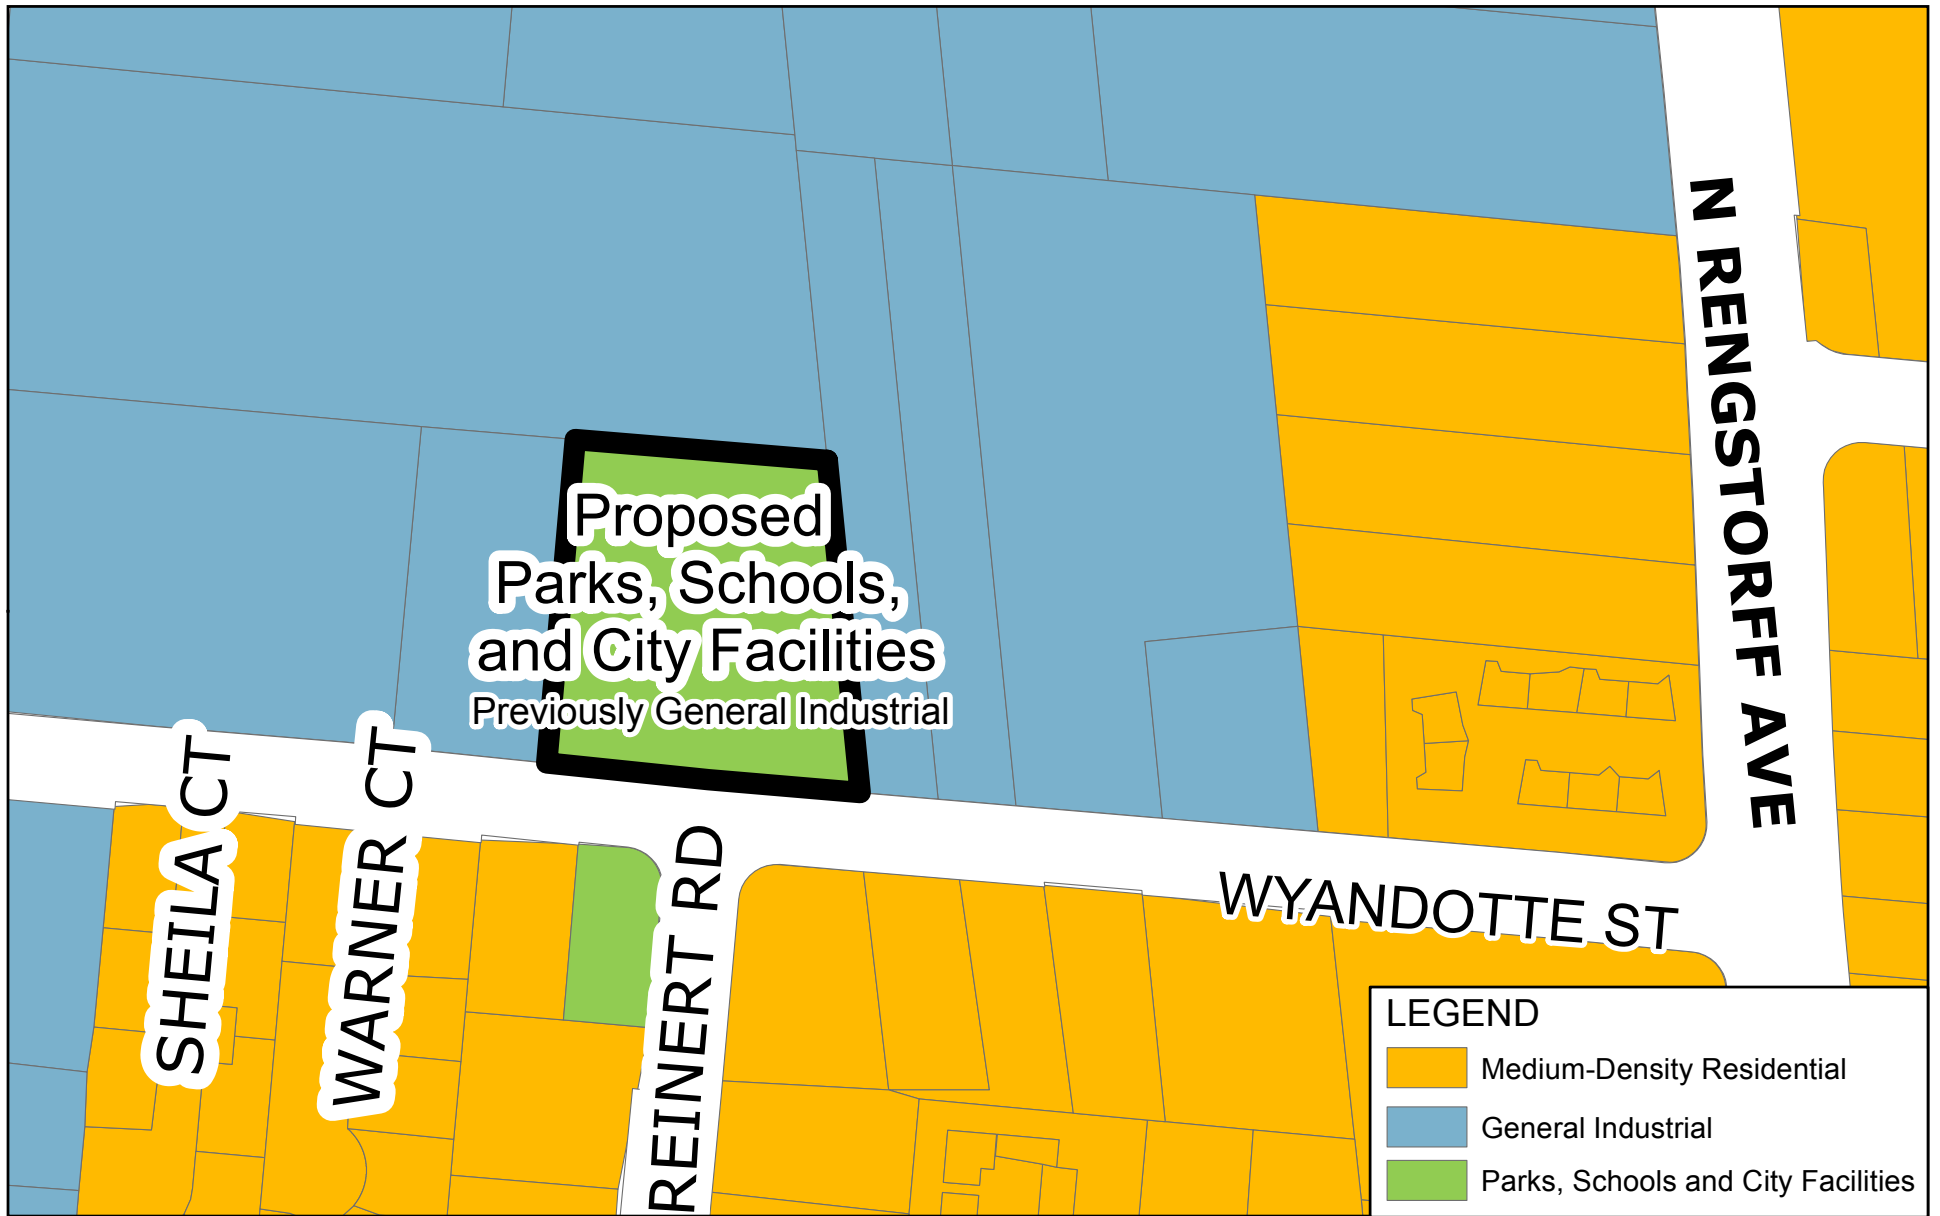 N RENGSTORFF AVE
Proposed
Parks, Schools,
and City Facilities
Previously General Industrial
SHEILA CT
WARNER CT
REINERT RD
WYANDOTTE ST
LEGEND
Medium-Density Residential
General Industrial
Parks, Schools and City Facilities